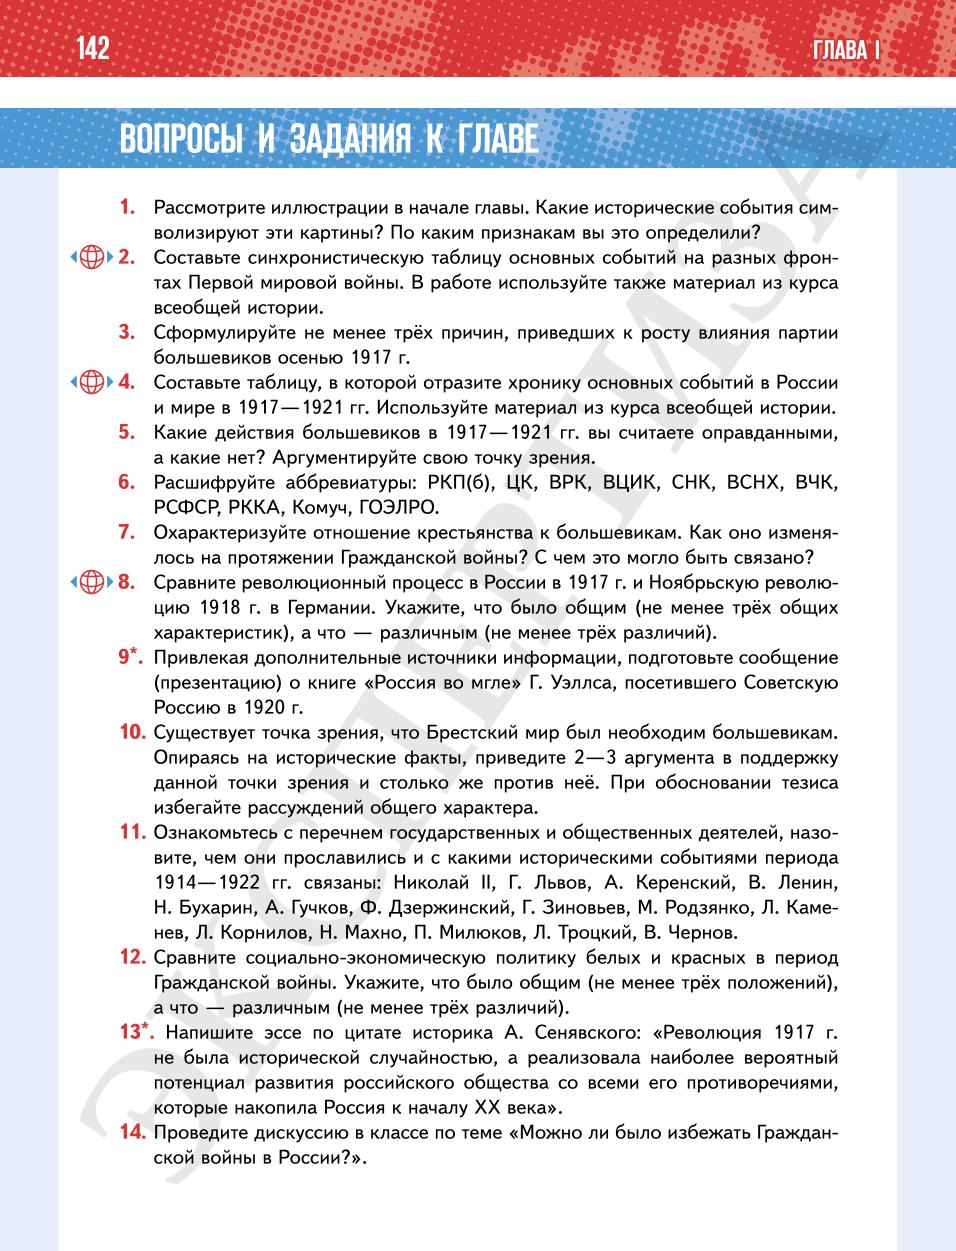 142
ГЛАВА I
ВОПРОСЫ И ЗАДАНИЯ К ГЛАВЕ
1. Рассмотрите иллюстрации в начале главы. Какие исторические события сим-
волизируют эти картины? По каким признакам вы это определили?
2. Составьте синхронистическую таблицу основных событий на разных фрон-
тах Первой мировой войны. В работе используйте также материал из курса
всеобщей истории.
3. Сформулируйте не менее трёх причин, приведших к росту влияния партии
большевиков осенью 1917 г.
4. Составьте таблицу, в которой отразите хронику основных событий в России
и мире в 1917—1921 гг. Используйте материал из курса всеобщей истории.
5. Какие действия большевиков в 1917—1921 гг. вы считаете оправданными,
а какие нет? Аргументируйте свою точку зрения.
6. Расшифруйте аббревиатуры: РКП(б), ЦК, ВРК, ВЦИК, СНК, ВСНХ, ВЧК,
РСФСР, РККА, Комуч, ГОЭЛРО.
7. Охарактеризуйте отношение крестьянства к большевикам. Как оно изменя-
лось на протяжении Гражданской войны? С чем это могло быть связано?
8. Сравните революционный процесс в России в 1917 г. и Ноябрьскую револю-
цию 1918 г. в Германии. Укажите, что было общим (не менее трёх общих
характеристик), а что — различным (не менее трёх различий).
9*. Привлекая дополнительные источники информации, подготовьте сообщение
(презентацию) о книге «Россия во мгле» Г. Уэллса, посетившего Советскую
Россию в 1920 г.
10. Существует точка зрения, что Брестский мир был необходим большевикам.
Опираясь на исторические факты, приведите 2—3 аргумента в поддержку
данной точки зрения и столько же против неё. При обосновании тезиса
избегайте рассуждений общего характера.
11. Ознакомьтесь с перечнем государственных и общественных деятелей, назо-
вите, чем они прославились и с какими историческими событиями периода
1914—1922 гг. связаны: Николай II, Г. Львов, А. Керенский, В. Ленин,
Н. Бухарин, А. Гучков, Ф. Дзержинский, Г. Зиновьев, М. Родзянко, Л. Каме-
нев, Л. Корнилов, Н. Махно, П. Милюков, Л. Троцкий, В. Чернов.
12. Сравните социально-экономическую политику белых и красных в период
Гражданской войны. Укажите, что было общим (не менее трёх положений),
а что — различным (не менее трёх различий).
13*. Напишите эссе по цитате историка А. Сенявского: «Революция 1917 г.
не была исторической случайностью, а реализовала наиболее вероятный
потенциал развития российского общества со всеми его противоречиями,
которые накопила Россия к началу XX века».
14. Проведите дискуссию в классе по теме «Можно ли было избежать Граждан-
ской войны в России?».
ЭКСПЕРТИЗА